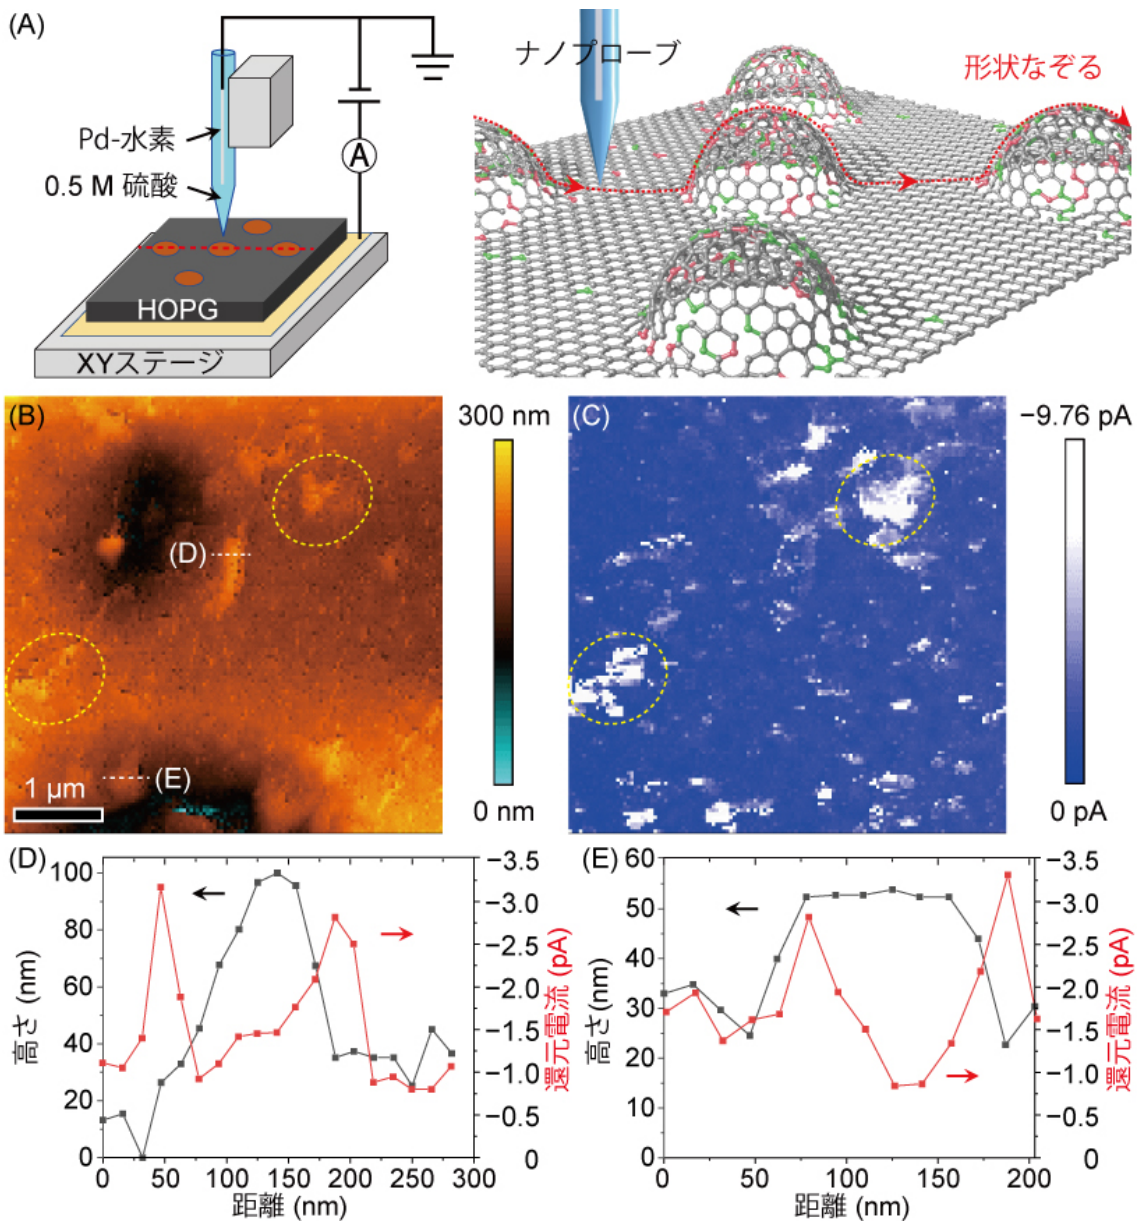 (A)
Pd-水素
0.5 M 硫酸
A
HOPG
XYステージ
ナノプローブ
形状なぞる
(B)
(D)
(E)
1 μm
300 nm
0 nm
(C)
−9.76 pA
0 pA
(D)
高さ (nm)
100
80
60
40
20
0
0 50 100 150 200 250 300
距離 (nm)
−3.5
−3.0
−2.5
−2.0
−1.5
−1.0
−0.5
0
還元電流 (pA)
(E)
高さ(nm)
60
50
40
30
20
10
0
0 50 100 150 200
距離 (nm)
−3.5
−3.0
−2.5
−2.0
−1.5
−1.0
−0.5
0
還元電流 (pA)